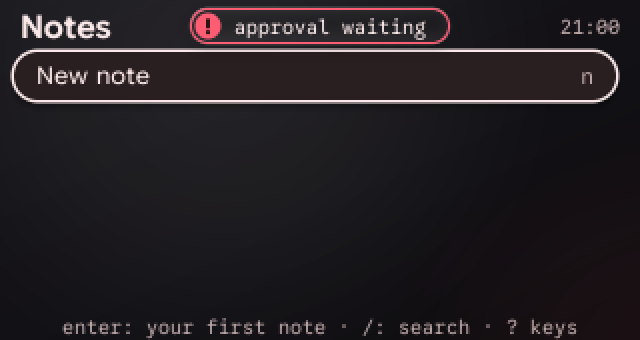 Notes
! approval waiting
21:00
New note
n
enter: your first note · /: search · ? keys